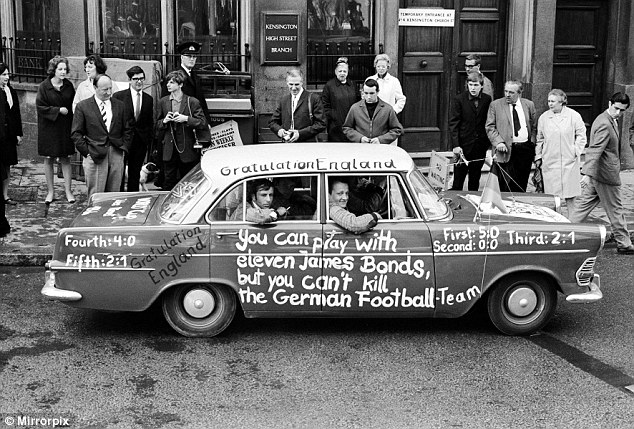 KENSINGTON
HIGH STREET
BRANCH
TEMPORARY ENTRANCE
AT
Gratulation England
Fourth: 4:0
Fifth: 2:1
Gratulation
England
You can play with
eleven James Bonds,
but you can't kill
the German Football-Team
First: 5:0
Second: 0:0
Third: 2:1
© Mirrorpix